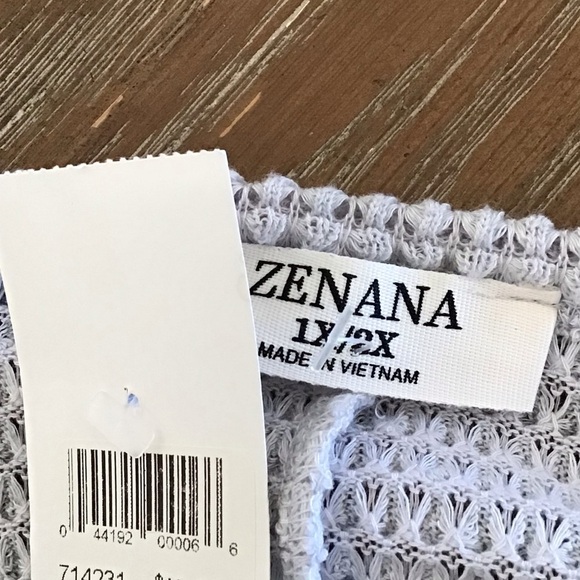 ZENANA
1X/2X
MADE IN VIETNAM
0 44192 00006 6
714231